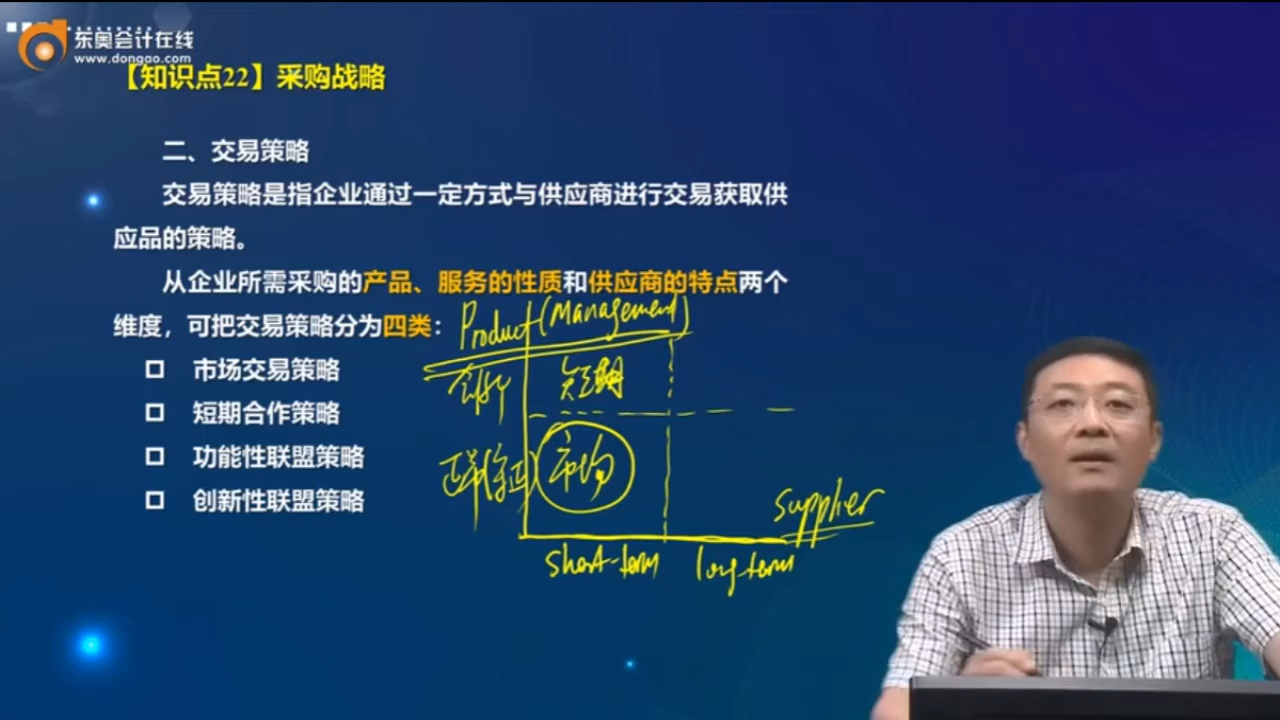 东奥会计在线
www.dongao.com
【知识点22】采购战略
二、交易策略
交易策略是指企业通过一定方式与供应商进行交易获取供
应品的策略。
从企业所需采购的产品、服务的性质和供应商的特点两个
维度，可把交易策略分为四类：
市场交易策略
短期合作策略
功能性联盟策略
创新性联盟策略
Product (Management)
短期
市场
supplier
short-term long term